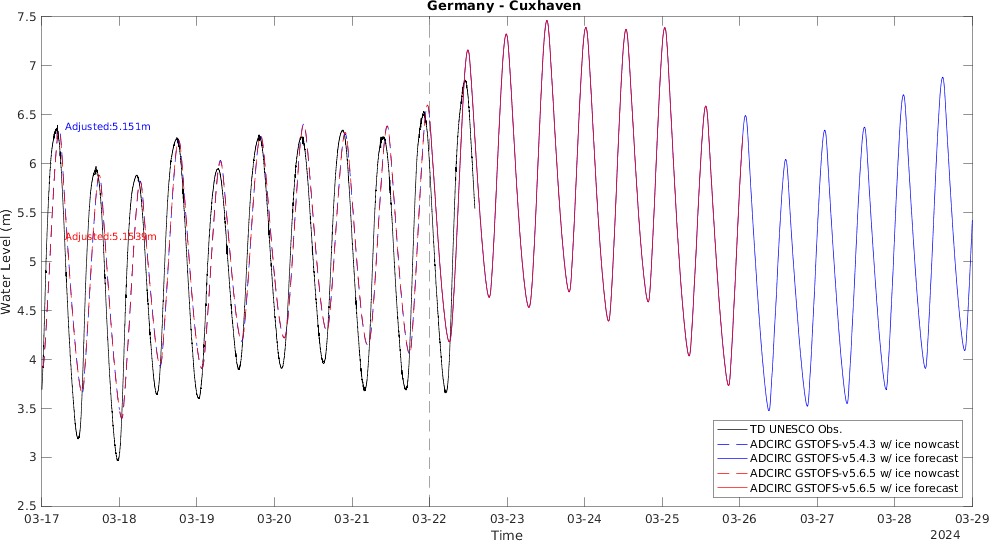 Germany - Cuxhaven
Water Level (m)
7.5
7
6.5
6
5.5
5
4.5
4
3.5
3
2.5
Adjusted:5.151m
Adjusted:5.1539m
TD UNESCO Obs.
ADCIRC GSTOFS-v5.4.3 w/ ice nowcast
ADCIRC GSTOFS-v5.4.3 w/ ice forecast
ADCIRC GSTOFS-v5.6.5 w/ ice nowcast
ADCIRC GSTOFS-v5.6.5 w/ ice forecast
03-17 03-18 03-19 03-20 03-21 03-22 03-23 03-24 03-25 03-26 03-27 03-28 03-29
Time
2024